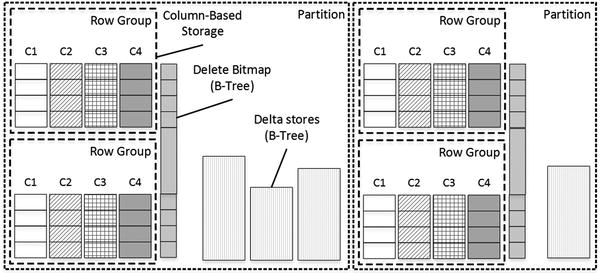 Row Group
C1 C2 C3 C4
Column-Based
Storage
Partition
Delete Bitmap
(B-Tree)
Delta stores
(B-Tree)
Row Group
C1 C2 C3 C4
Row Group
C1 C2 C3 C4
Partition
Row Group
C1 C2 C3 C4